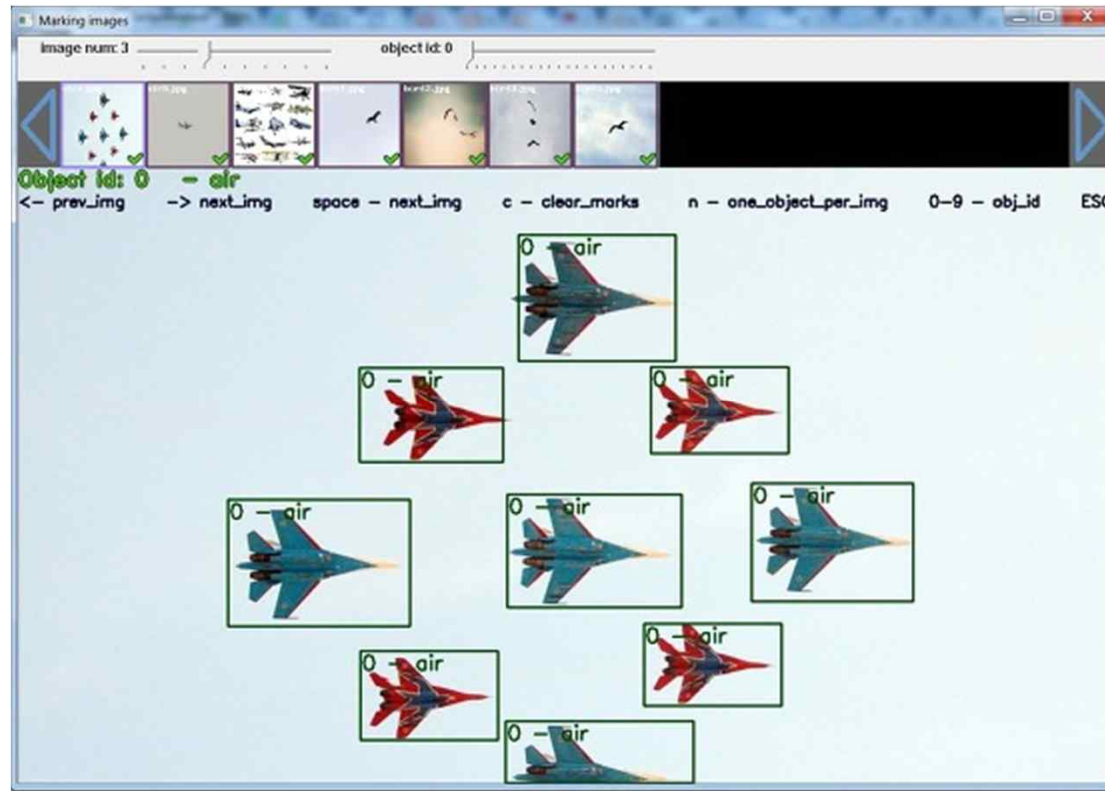 Marking images
image num: 3
object id: 0
Object id: 0 - air
<- prev_img -> next_img space - next_img c - clear_marks n - one_object_per_img 0-9 - obj_id ESC
0 - air
0 - air
0 - air
0 - air
0 - air
0 - air
0 - air
0 - air
0 - air